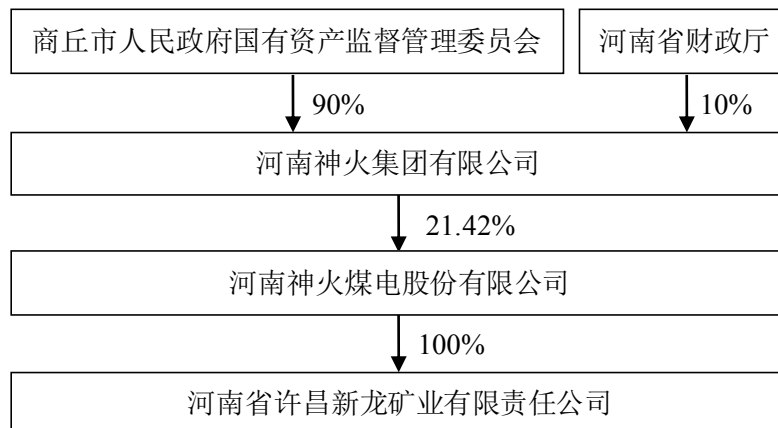 商丘市人民政府国有资产监督管理委员会
河南省财政厅
90%
10%
河南神火集团有限公司
21.42%
河南神火煤电股份有限公司
100%
河南省许昌新龙矿业有限责任公司